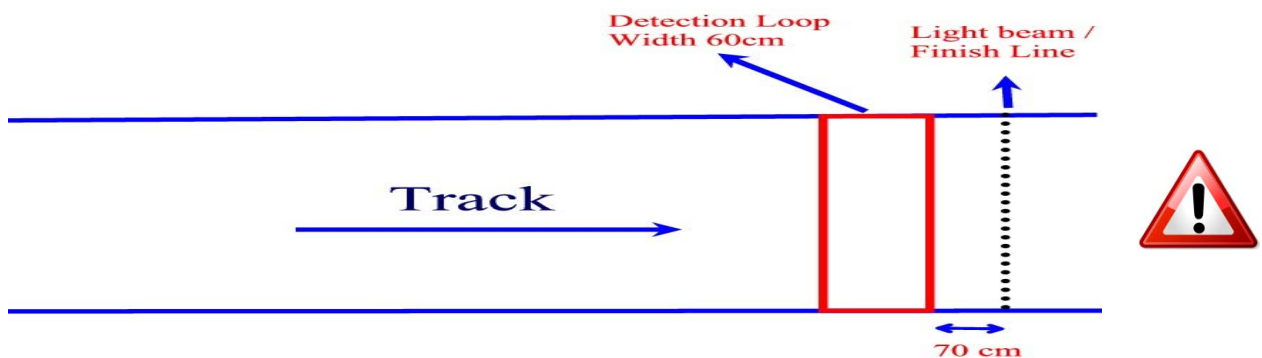 Detection Loop
Width 60cm
Light beam /
Finish Line
Track
70 cm